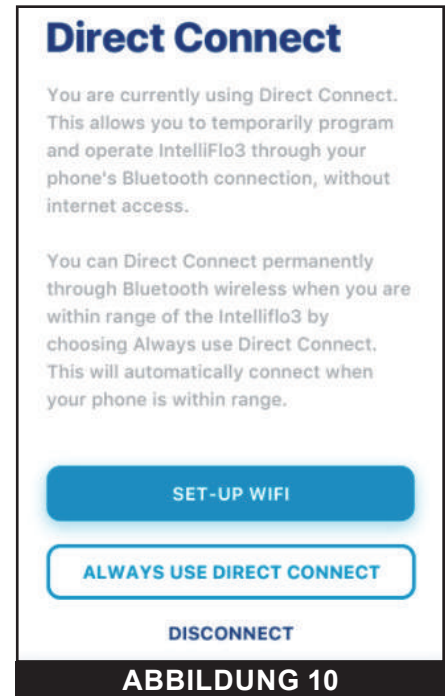 Direct Connect
You are currently using Direct Connect.
This allows you to temporarily program
and operate IntelliFlo3 through your
phone's Bluetooth connection, without
internet access.
You can Direct Connect permanently
through Bluetooth wireless when you are
within range of the Intelliflo3 by
choosing Always use Direct Connect.
This will automatically connect when
your phone is within range.
SET-UP WIFI
ALWAYS USE DIRECT CONNECT
DISCONNECT
ABBILDUNG 10